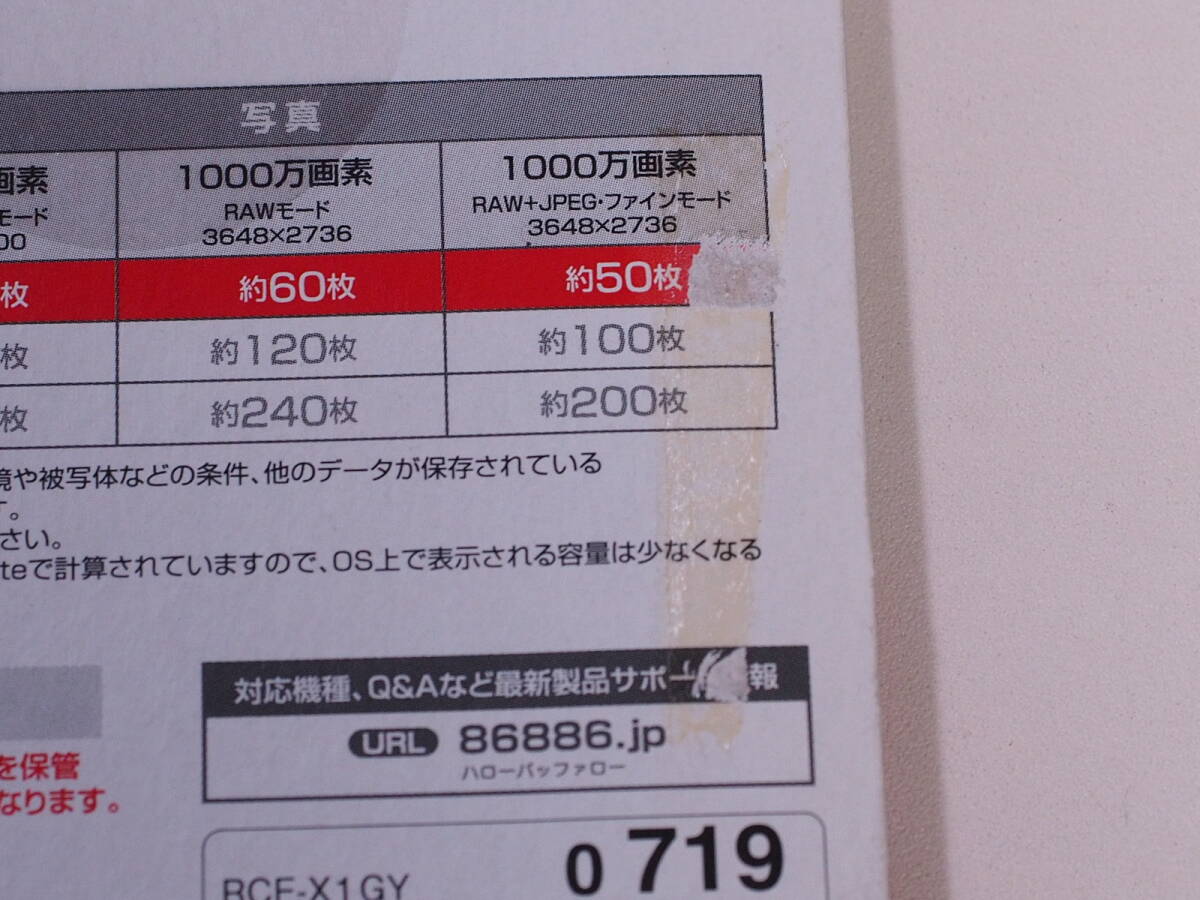 写真
画素 1000万画素 1000万画素
モード RAWモード RAW+JPEG・ファインモード
00 3648×2736 3648×2736
枚 約60枚 約50枚
枚 約120枚 約100枚
枚 約240枚 約200枚
境や被写体などの条件、他のデータが保存されている
す。
さい。
teで計算されていますので、OS上で表示される容量は少なくなる
対応機種、Q&Aなど最新製品サポー 報
URL 86886.jp
ハローバッファロー
を保管
なります。
0 719
RCF-X1GY